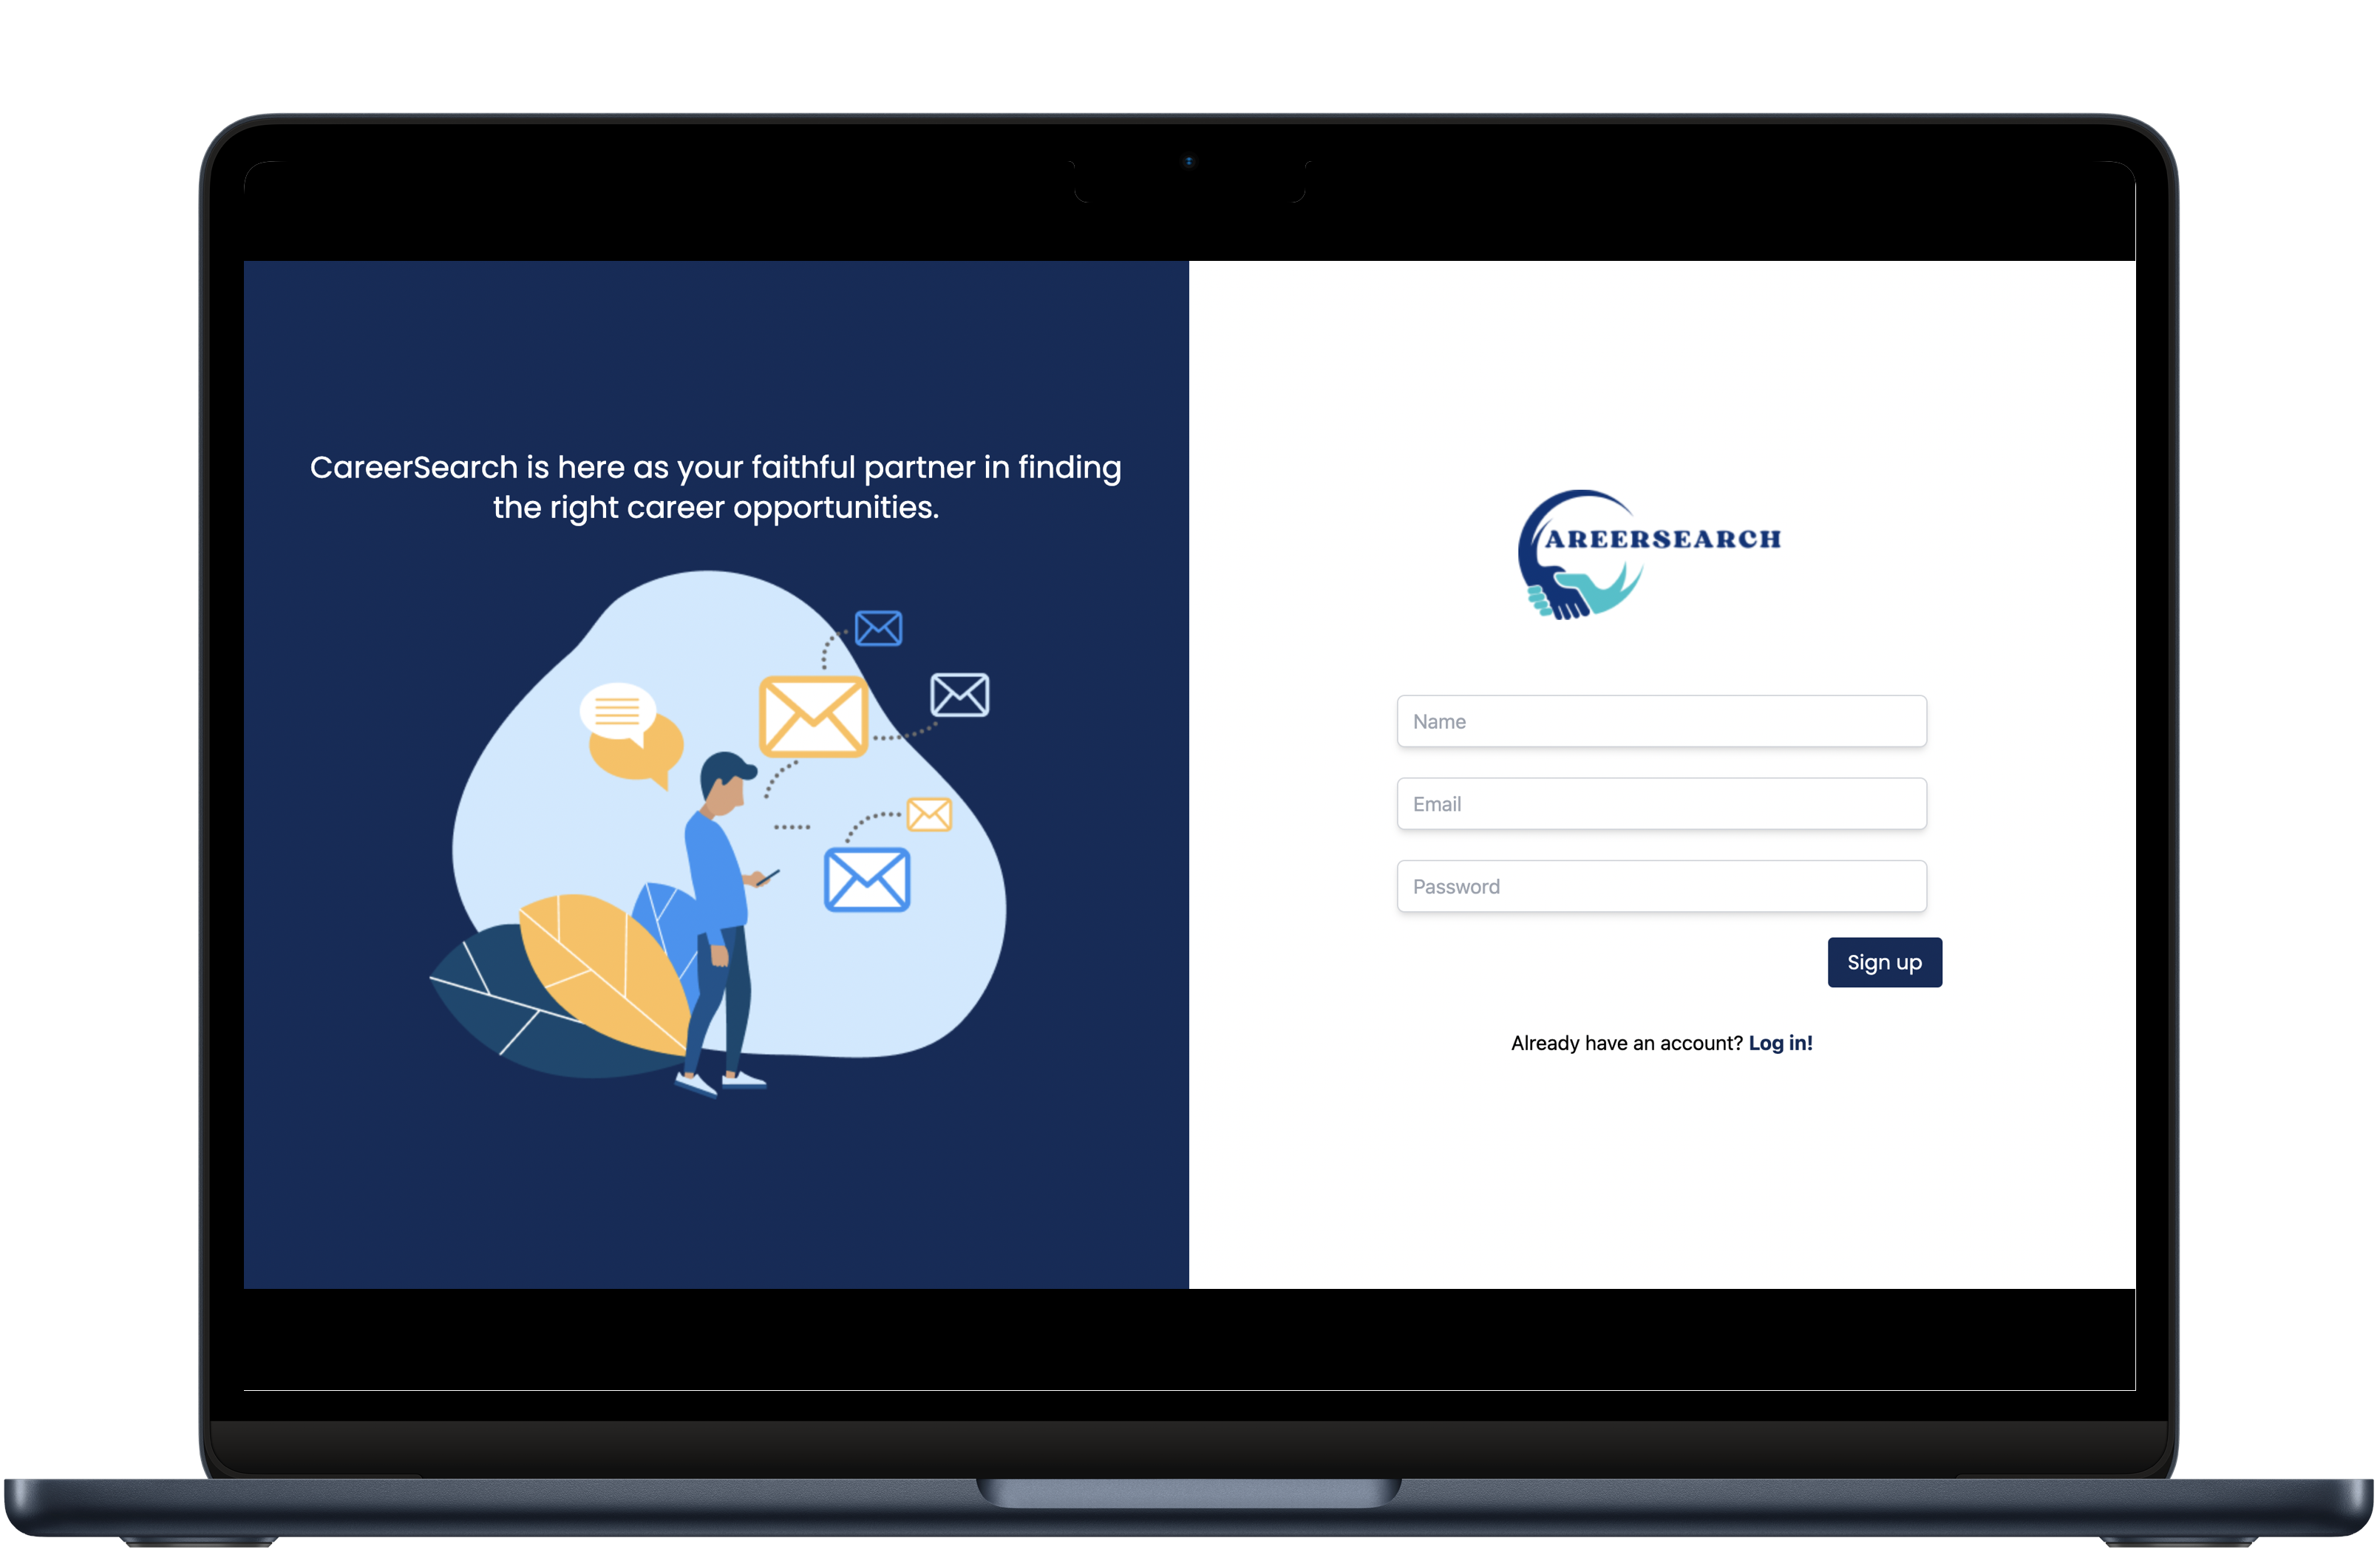 CareerSearch is here as your faithful partner in finding
the right career opportunities.
AREERSEARCH
Name
Email
Password
Sign up
Already have an account? Log in!